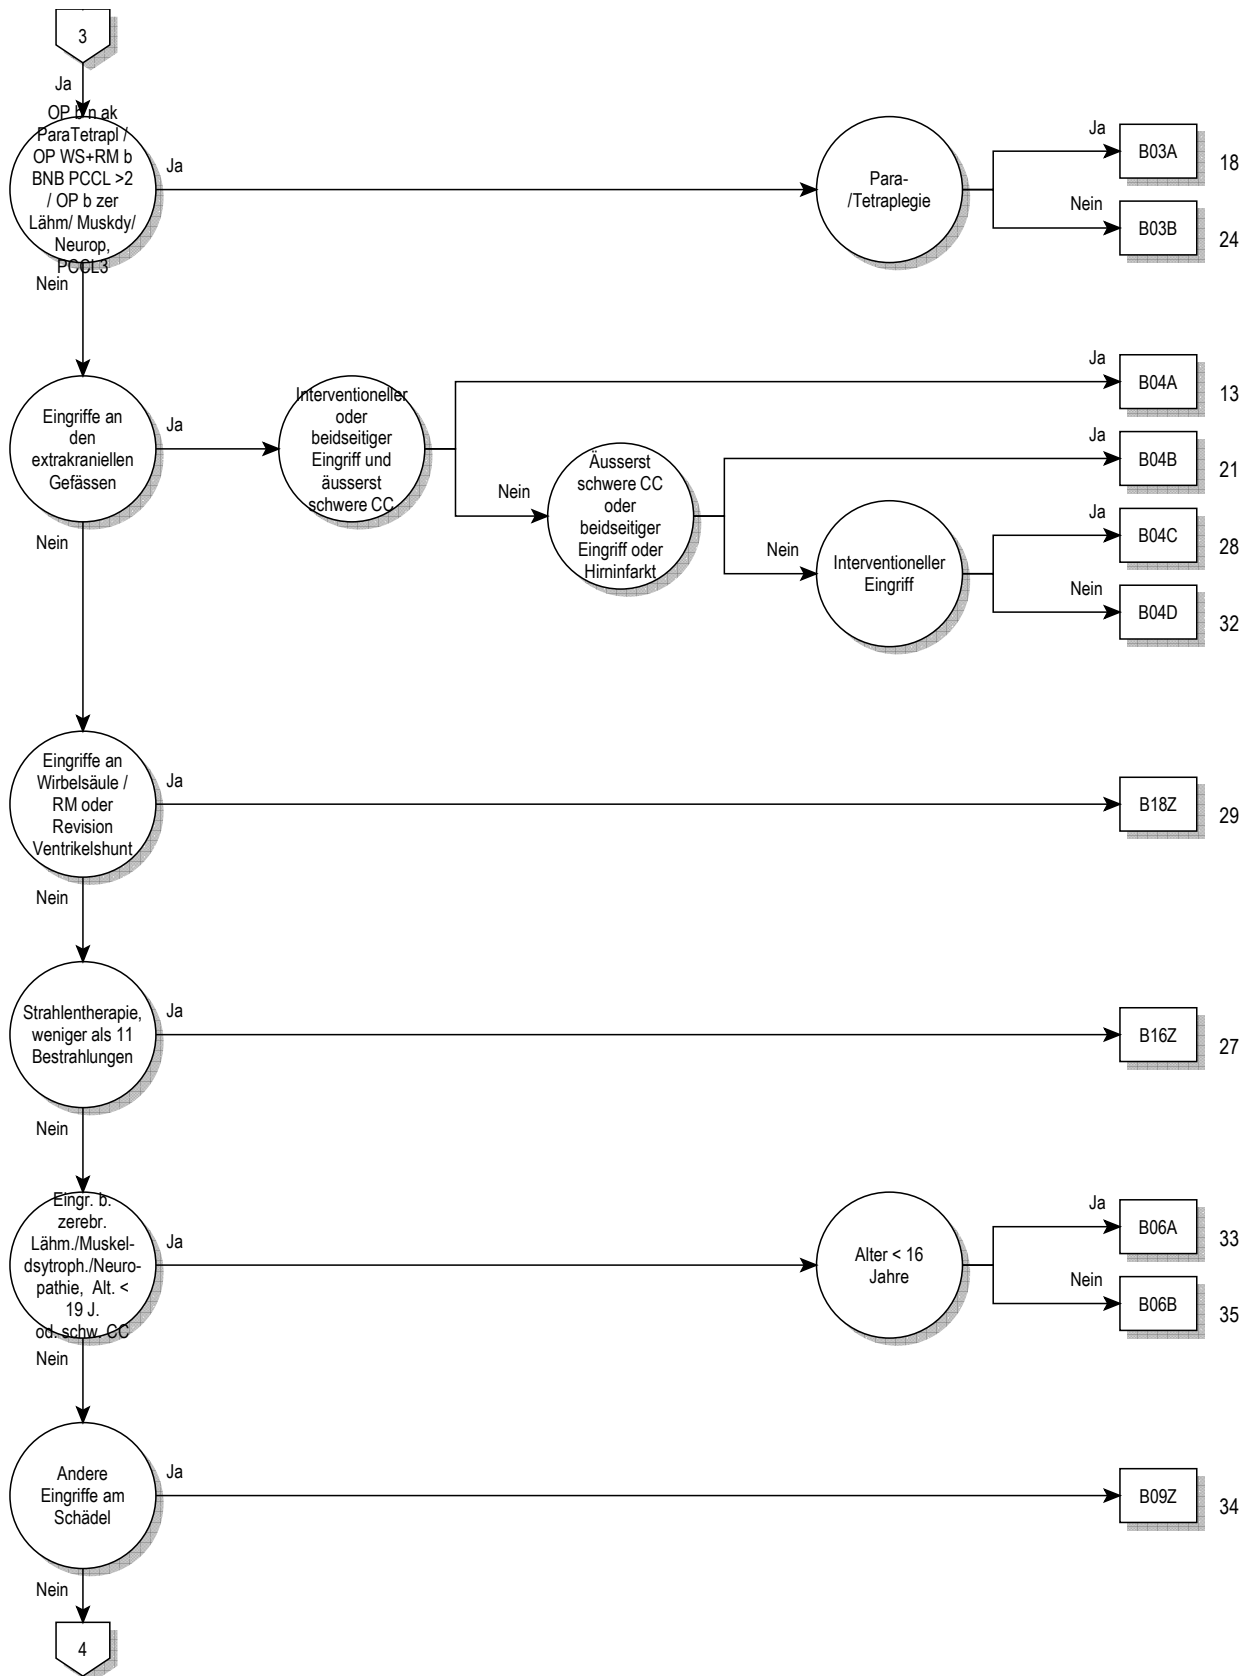 3
Ja
OP b n ak
ParaTetrapl /
OP WS+RM b
BNB PCCL >2
/ OP b zer
Lähm/ Muskdy/
Neurop,
PCCL3
Ja
Para-
/Tetraplegie
Ja
B03A
18
Nein
B03B
24
Nein
Eingriffe an
den
extrakraniellen
Gefässen
Ja
Interventioneller
oder
beidseitiger
Eingriff und
äusserst
schwere CC
Ja
B04A
13
Nein
Äusserst
schwere CC
oder
beidseitiger
Eingriff oder
Hirninfarkt
Ja
B04B
21
Nein
Interventioneller
Eingriff
Ja
B04C
28
Nein
B04D
32
Nein
Eingriffe an
Wirbelsäule /
RM oder
Revision
Ventrikelshunt
Ja
B18Z
29
Nein
Strahlentherapie,
weniger als 11
Bestrahlungen
Ja
B16Z
27
Nein
Eingr. b.
zerebr.
Lähm./Muskel-
dsytroph./Neuro-
pathie, Alt. <
19 J.
od. schw. CC
Ja
Alter < 16
Jahre
Ja
B06A
33
Nein
B06B
35
Nein
Andere
Eingriffe am
Schädel
Ja
B09Z
34
Nein
4